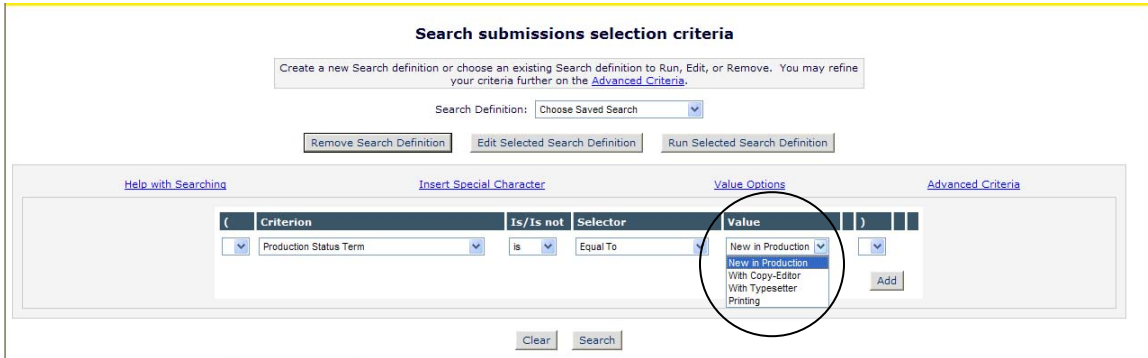 Search submissions selection criteria
Create a new Search definition or choose an existing Search definition to Run, Edit, or Remove.  You may refine
your criteria further on the Advanced Criteria.
Search Definition: Choose Saved Search
Remove Search Definition Edit Selected Search Definition Run Selected Search Definition
Help with Searching Insert Special Character Value Options Advanced Criteria
( Criterion Is/Is not Selector Value )
Production Status Term is Equal To New in Production
New in Production
With Copy-Editor
With Typesetter
Printing
Add
Clear Search